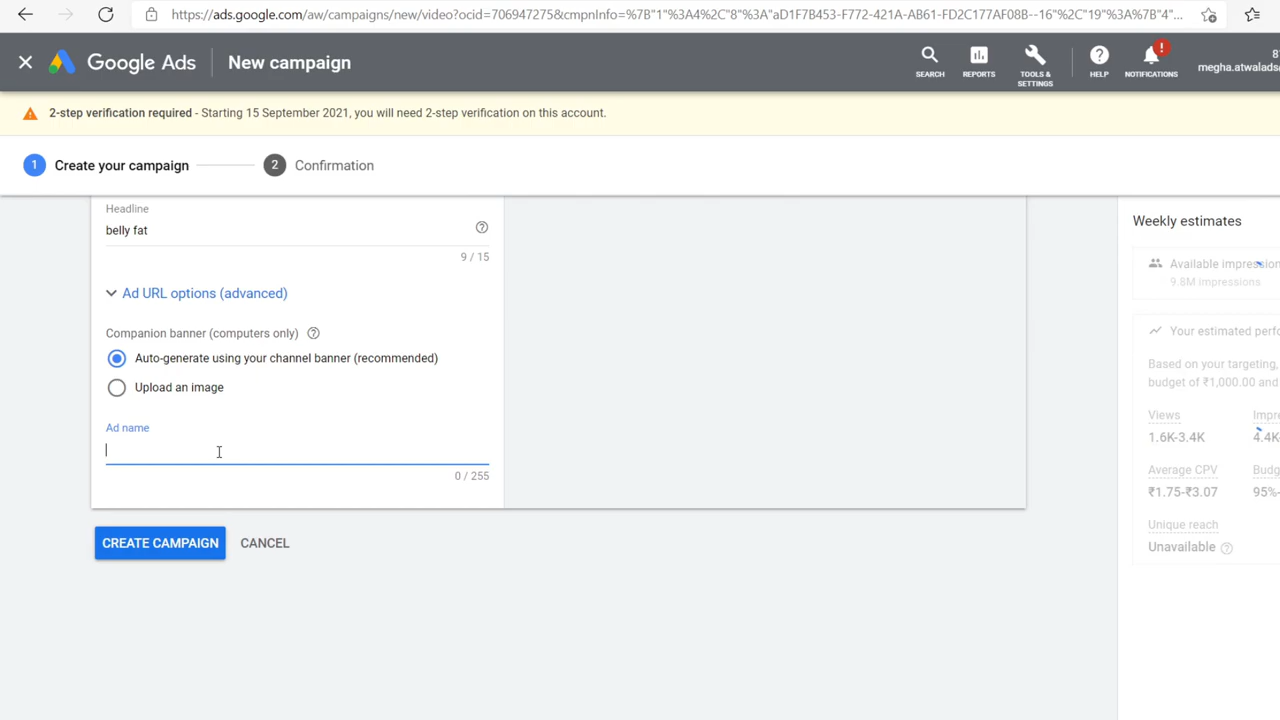 https://ads.google.com/aw/campaigns/new/video?ocid=706947275&cmpnInfo=%7B"1"%3A4%2C"8"%3A"aD1F7B453-F772-421A-AB61-FD2C177AF08B--16"%2C"19"%3A%7B"4"...
Google Ads
New campaign
SEARCH
REPORTS
TOOLS & SETTINGS
HELP
NOTIFICATIONS
megha.atwalads
2-step verification required - Starting 15 September 2021, you will need 2-step verification on this account.
1 Create your campaign
2 Confirmation
Headline
belly fat
9 / 15
Ad URL options (advanced)
Companion banner (computers only)
Auto-generate using your channel banner (recommended)
Upload an image
Ad name
0 / 255
CREATE CAMPAIGN
CANCEL
Weekly estimates
Available impression
9.8M impressions
Your estimated perfo
Based on your targeting,
budget of ₹1,000.00 and
Views
Impre
1.6K-3.4K
4.4K-
Average CPV
Budg
₹1.75-₹3.07
95%-
Unique reach
Unavailable